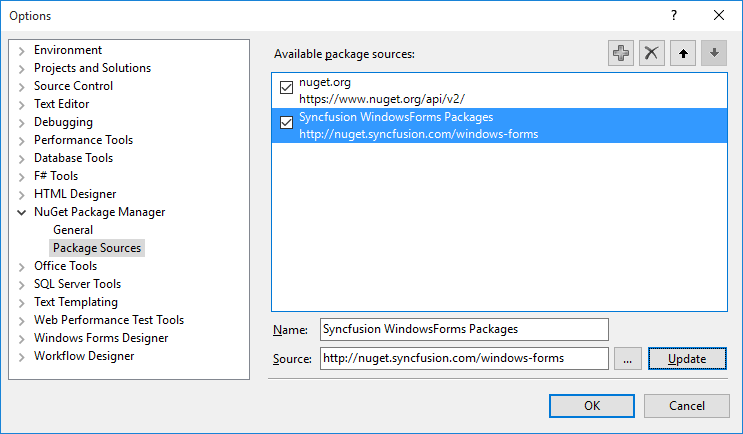 Options
Environment
Projects and Solutions
Source Control
Text Editor
Debugging
Performance Tools
Database Tools
F# Tools
HTML Designer
NuGet Package Manager
General
Package Sources
Office Tools
SQL Server Tools
Text Templating
Web Performance Test Tools
Windows Forms Designer
Workflow Designer
Available package sources:
nuget.org
https://www.nuget.org/api/v2/
Syncfusion WindowsForms Packages
http://nuget.syncfusion.com/windows-forms
Name: Syncfusion WindowsForms Packages
Source: http://nuget.syncfusion.com/windows-forms ... Update
OK Cancel